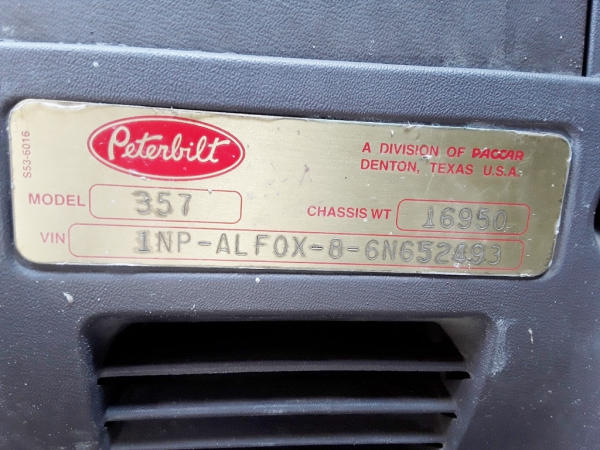 S53-6016
Peterbilt
A DIVISION OF PACCAR
DENTON, TEXAS U.S.A.
MODEL 357
CHASSIS WT 16950
VIN 1NP-ALFOX-8-6N652493